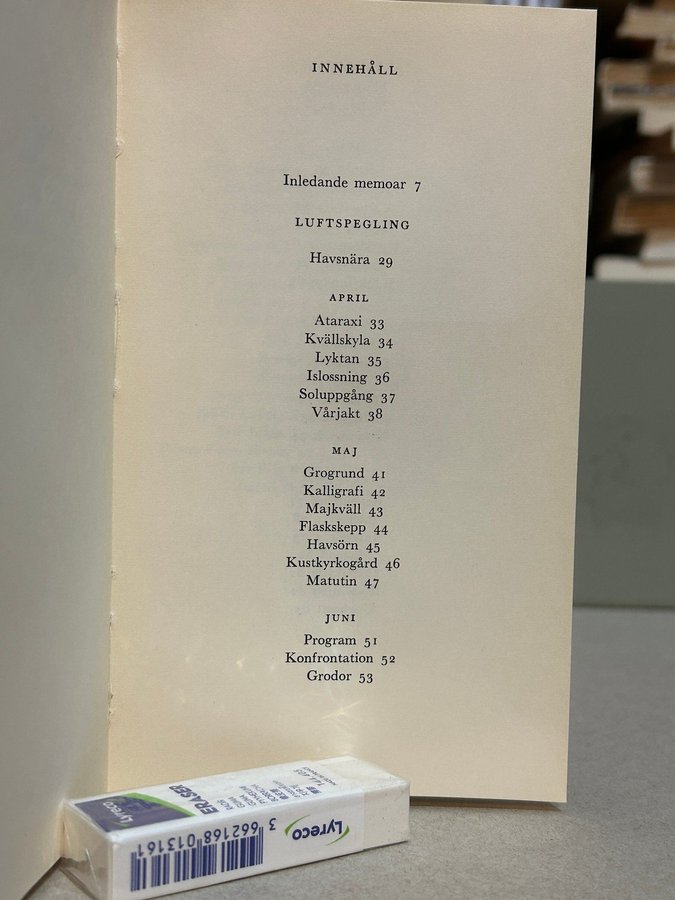 INNEHÅLL
Inledande memoar 7
LUFTSPEGLING
Havsnära 29
APRIL
Ataraxi 33
Kvällskyla 34
Lyktan 35
Islossning 36
Soluppgång 37
Vårjakt 38
MAJ
Grogrund 41
Kalligrafi 42
Majkväll 43
Flaskskepp 44
Havsörn 45
Kustkyrkogård 46
Matutin 47
JUNI
Program 51
Konfrontation 52
Grodor 53
Lyreco
ERASER
GOMA
Lyreco
3 662168 013161